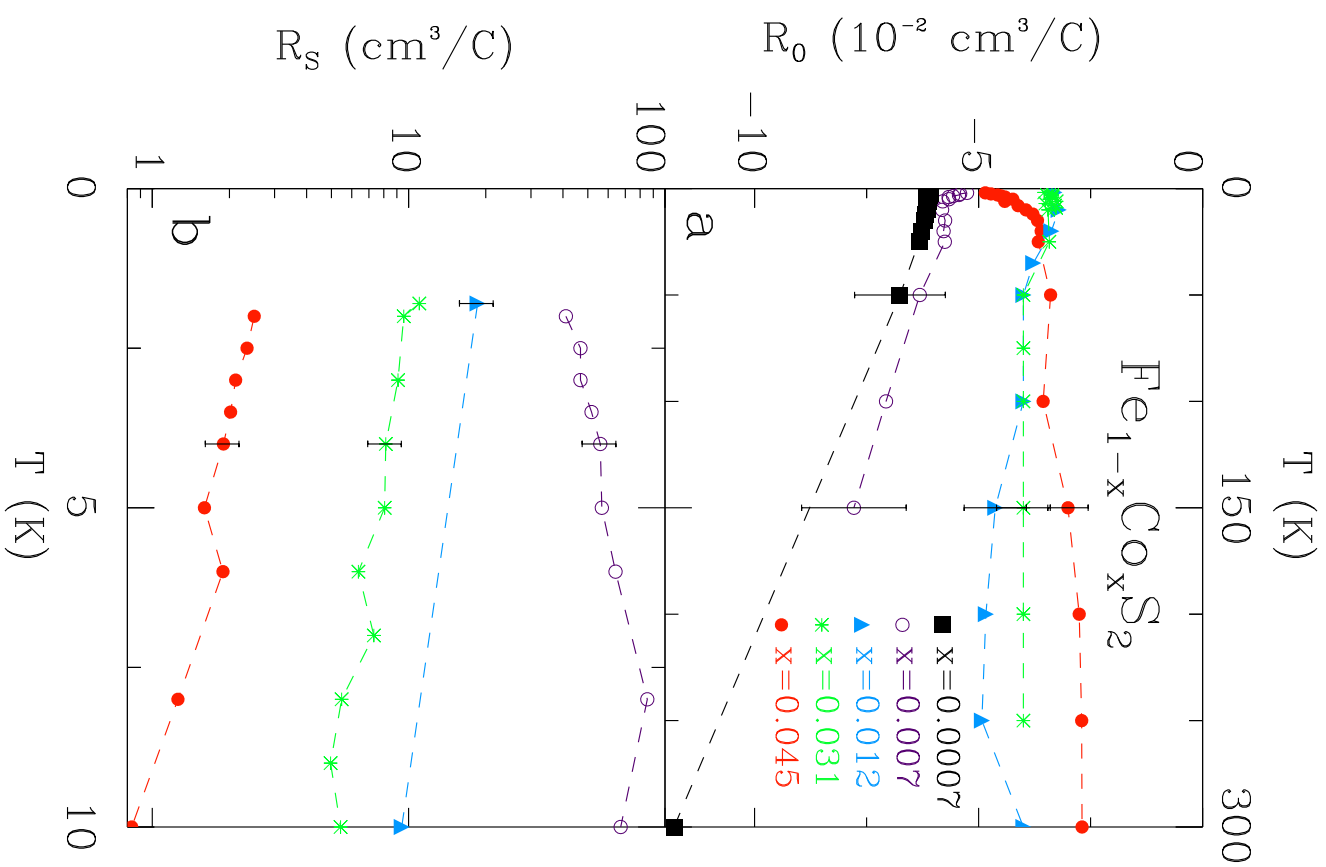 T (K)
0 150 300
Fe₁₋ₓCoₓS₂
R₀ (10⁻² cm³/C)
0
−5
−10
x=0.0007
x=0.007
x=0.012
x=0.031
x=0.045
a
R_S (cm³/C)
100
10
1
b
0 5 10
T (K)